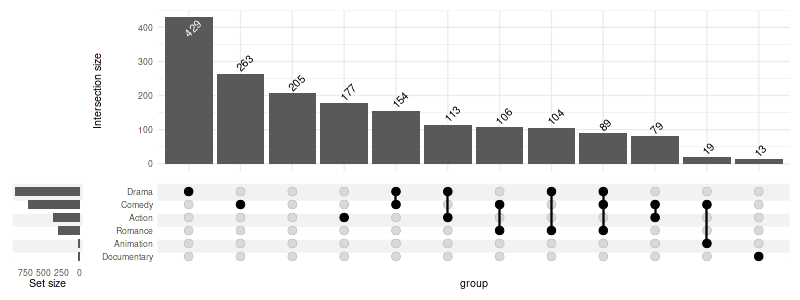 Intersection size
400
300
200
100
0
429
263
205
177
154
113
106
104
89
79
19
13
Drama
Comedy
Action
Romance
Animation
Documentary
750 500 250 0
Set size
group